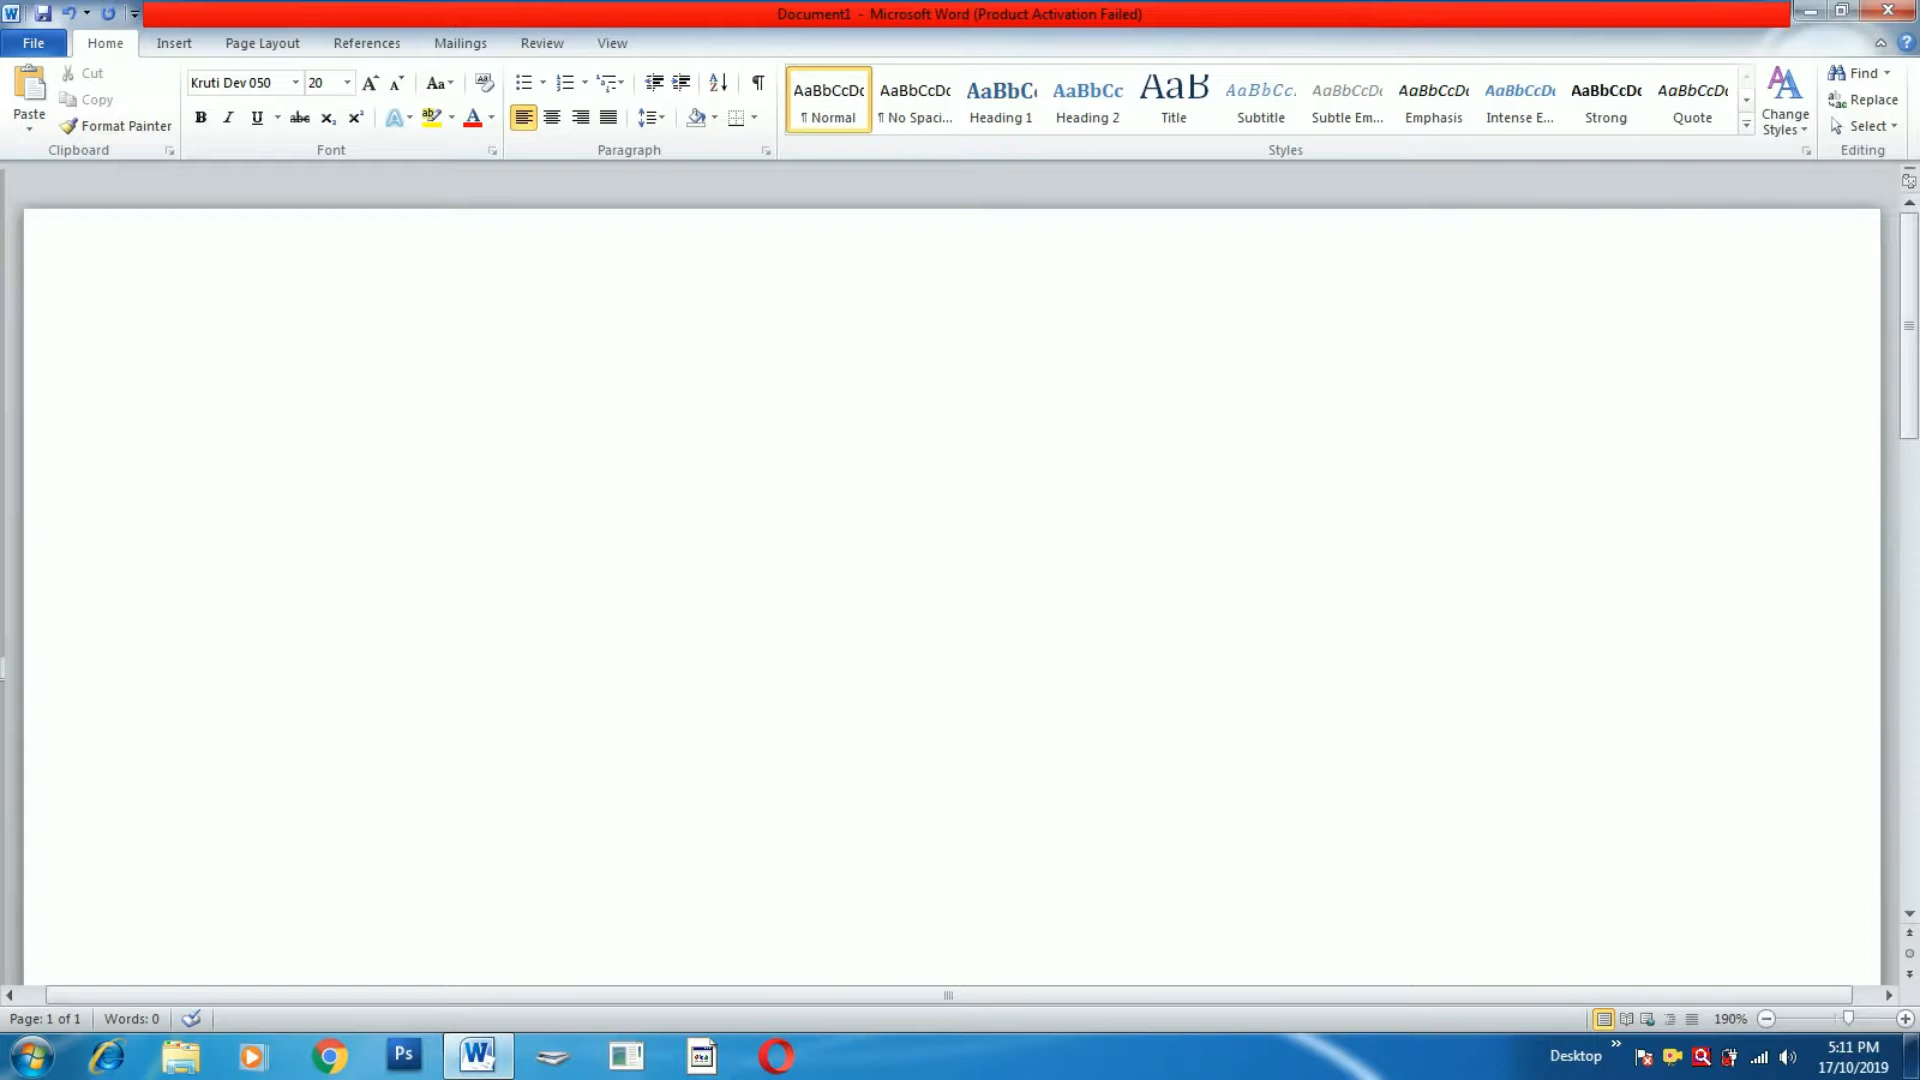 Document1 - Microsoft Word (Product Activation Failed)
File Home Insert Page Layout References Mailings Review View
Paste
Cut
Copy
Format Painter
Clipboard
Kruti Dev 050 20
Font
Paragraph
AaBbCcDc AaBbCcDc AaBbCc AaBbCc AaB AaBbCc. AaBbCcDc AaBbCcDc AaBbCcDc AaBbCcDc AaBbCcDc
¶ Normal ¶ No Spaci... Heading 1 Heading 2 Title Subtitle Subtle Em... Emphasis Intense E... Strong Quote
Styles
Change
Styles
Find
Replace
Select
Editing
Page: 1 of 1 Words: 0 190%
Ps
Desktop
5:11 PM
17/10/2019